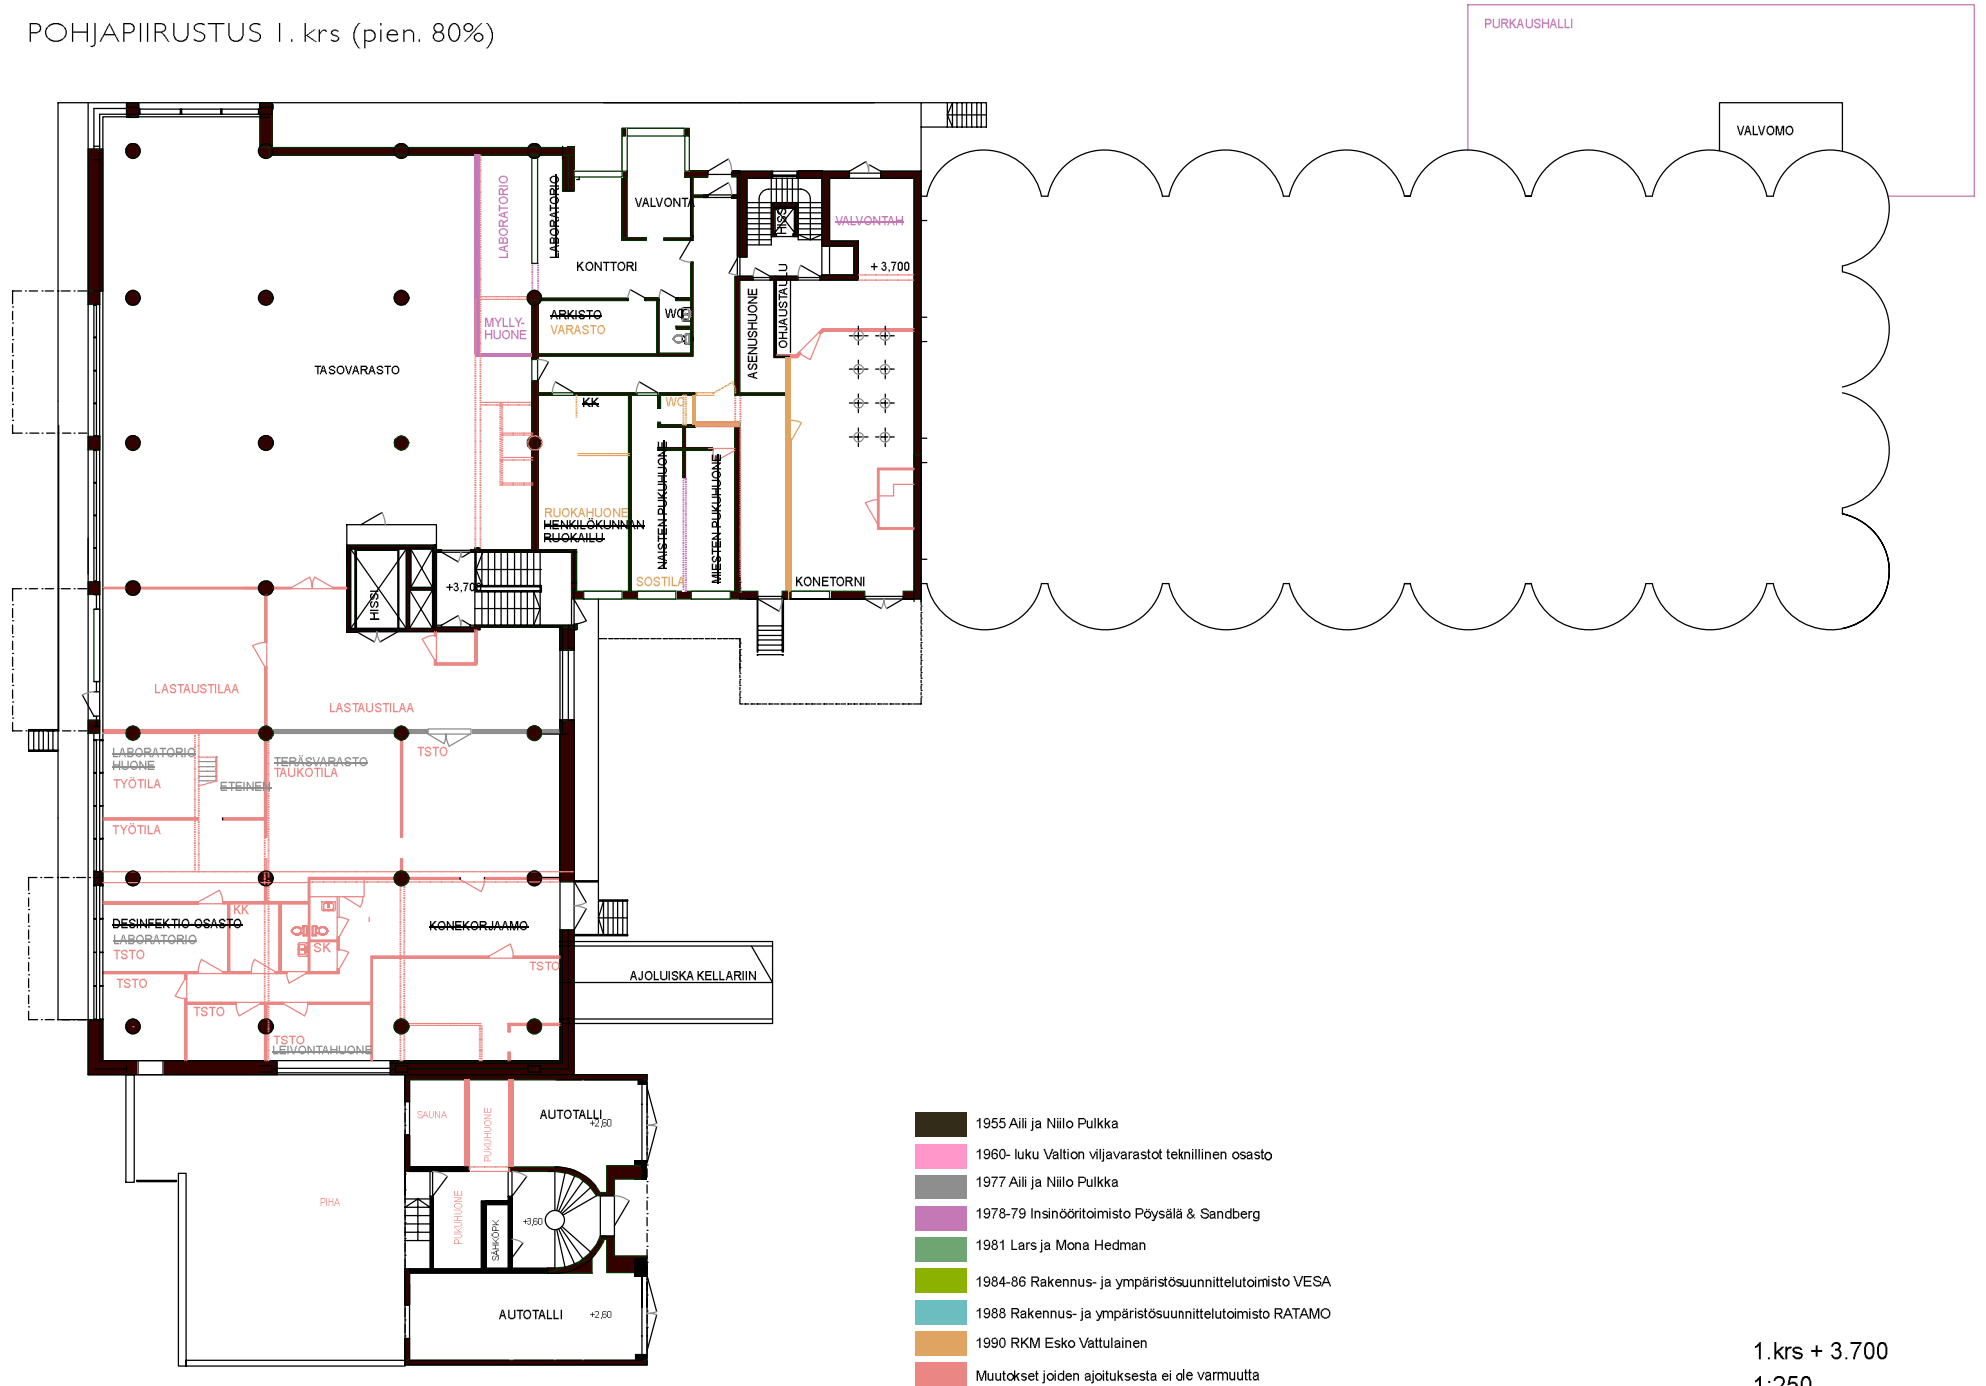 POHJAPIIRUSTUS 1. krs (pien. 80%)
PURKAUSHALLI
VALVOMO
LABORATORIO
LABORATORIO
VALVONTA
HISSI
VALVONTAH
KONTTORI
+ 3,700
MYLLY-
HUONE
ARKISTO
VARASTO
WC
ASENUSHUONE
OHJAUSTAULU
TASOVARASTO
KK
WC
NAISTEN PUKUHUONE
MIESTEN PUKUHUONE
RUOKAHUONE
HENKILÖKUNNAN
RUOKAILU
SOSTILA
KONETORNI
HISSI
+3,700
LASTAUSTILAA
LASTAUSTILAA
LABORATORIO
HUONE
TYÖTILA
ETEINEN
TERÄSVARASTO
TAUKOTILA
TSTO
TYÖTILA
DESINFEKTIO OSASTO
LABORATORIO
TSTO
KK
SK
KONEKORJAAMO
TSTO
AJOLUISKA KELLARIIN
TSTO
TSTO
TSTO
LEIVONTAHUONE
SAUNA
PUKUHUONE
AUTOTALLI
+2,60
PIHA
PUKUHUONE
SÄHKÖPK
+3,60
AUTOTALLI
+2,60
1955 Aili ja Niilo Pulkka
1960- luku Valtion viljavarastot teknillinen osasto
1977 Aili ja Niilo Pulkka
1978-79 Insinööritoimisto Pöysälä & Sandberg
1981 Lars ja Mona Hedman
1984-86 Rakennus- ja ympäristösuunnittelutoimisto VESA
1988 Rakennus- ja ympäristösuunnittelutoimisto RATAMO
1990 RKM Esko Vattulainen
Muutokset joiden ajoituksesta ei ole varmuutta
1.krs + 3.700
1:250